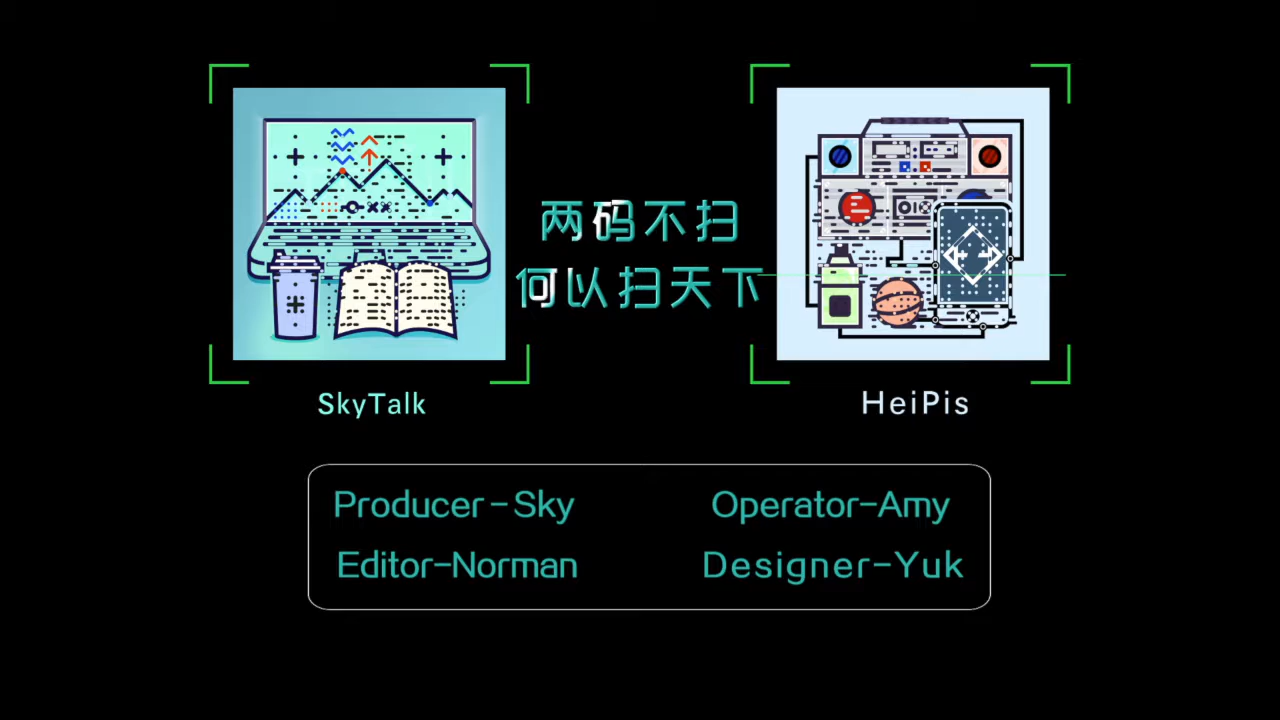 两码不扫
何以扫天下
SkyTalk
HeiPis
Producer-Sky
Operator-Amy
Editor-Norman
Designer-Yuk